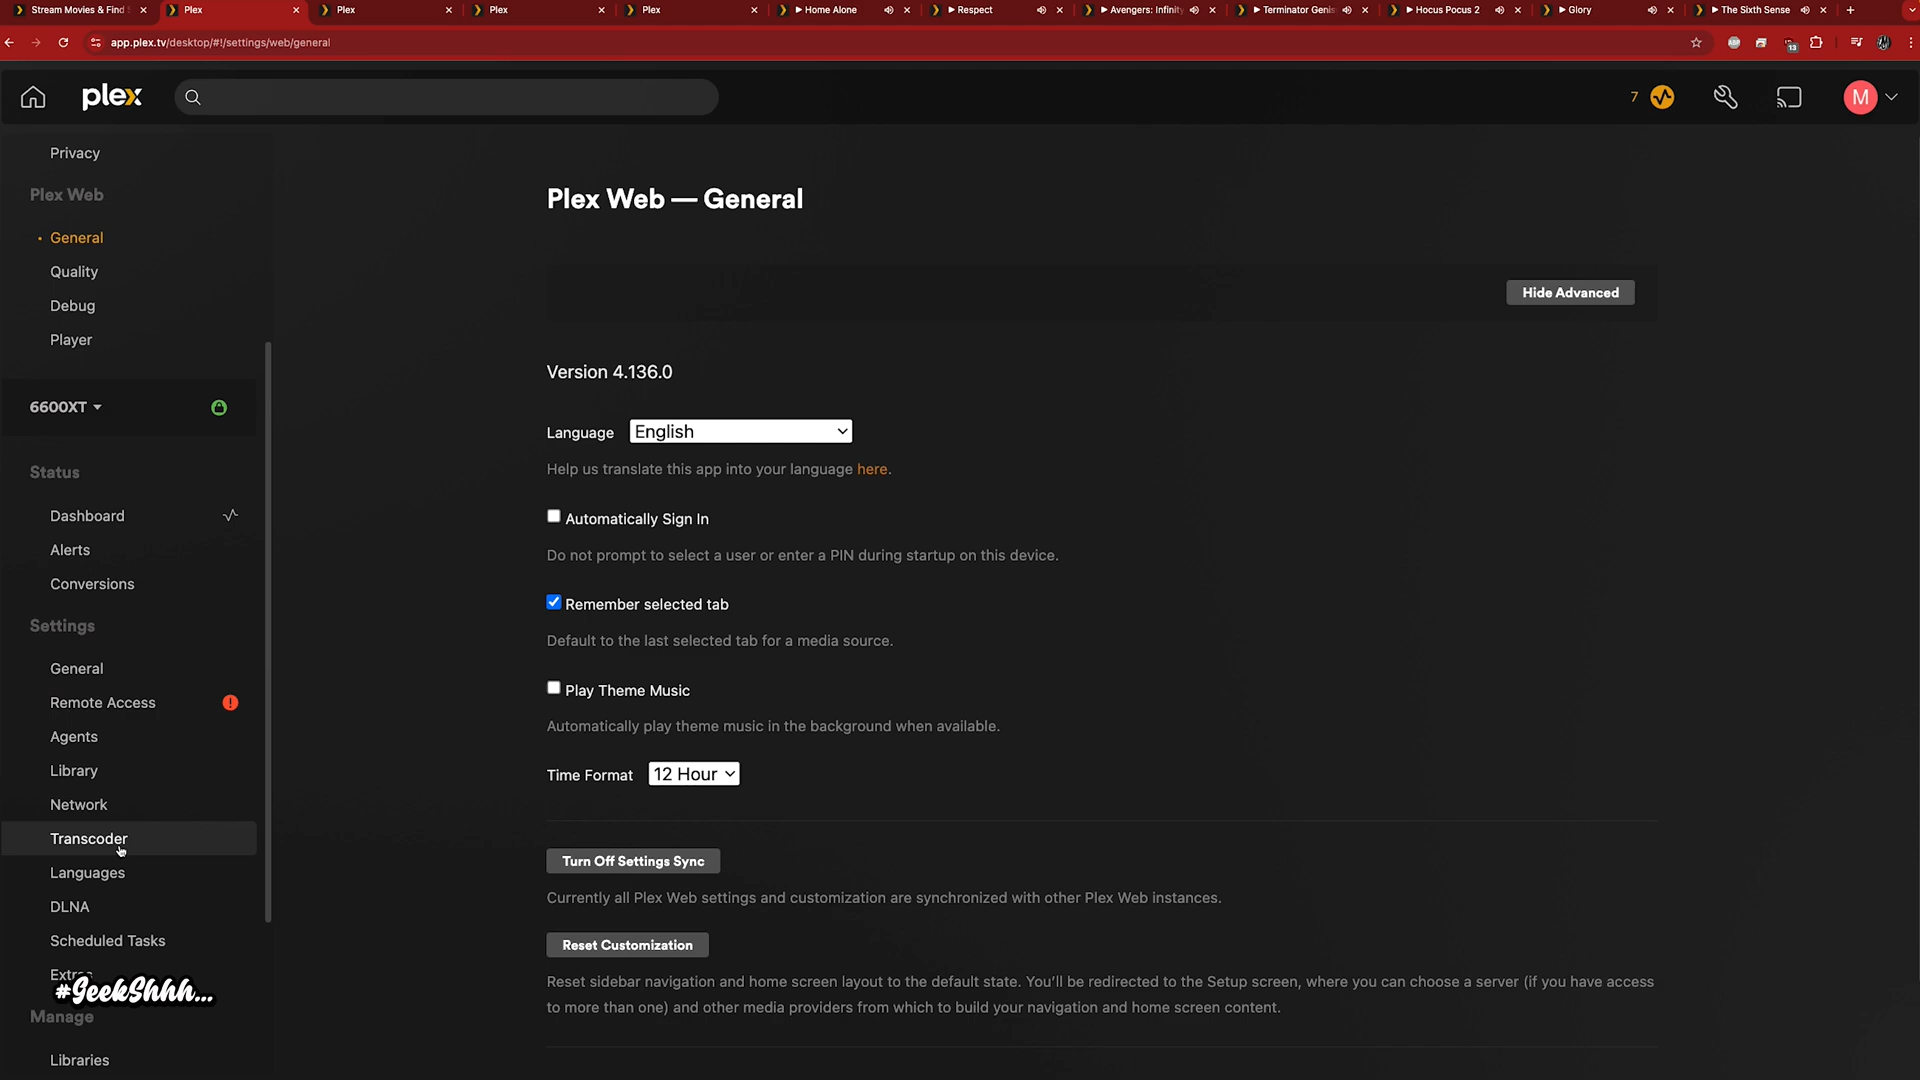 Stream Movies & Find
Plex
Plex
Plex
Plex
Home Alone
Respect
Avengers: Infinity
Terminator Genis
Hocus Pocus 2
Glory
The Sixth Sense
app.plex.tv/desktop/#!/settings/web/general
13
plex
7
M
Privacy
Plex Web
General
Quality
Debug
Player
6600XT
Status
Dashboard
Alerts
Conversions
Settings
General
Remote Access
Agents
Library
Network
Transcoder
Languages
DLNA
Scheduled Tasks
Extras
#GeekShhh...
Manage
Libraries
Plex Web — General
Hide Advanced
Version 4.136.0
Language English
Help us translate this app into your language here.
Automatically Sign In
Do not prompt to select a user or enter a PIN during startup on this device.
Remember selected tab
Default to the last selected tab for a media source.
Play Theme Music
Automatically play theme music in the background when available.
Time Format 12 Hour
Turn Off Settings Sync
Currently all Plex Web settings and customization are synchronized with other Plex Web instances.
Reset Customization
Reset sidebar navigation and home screen layout to the default state. You'll be redirected to the Setup screen, where you can choose a server (if you have access
to more than one) and other media providers from which to build your navigation and home screen content.